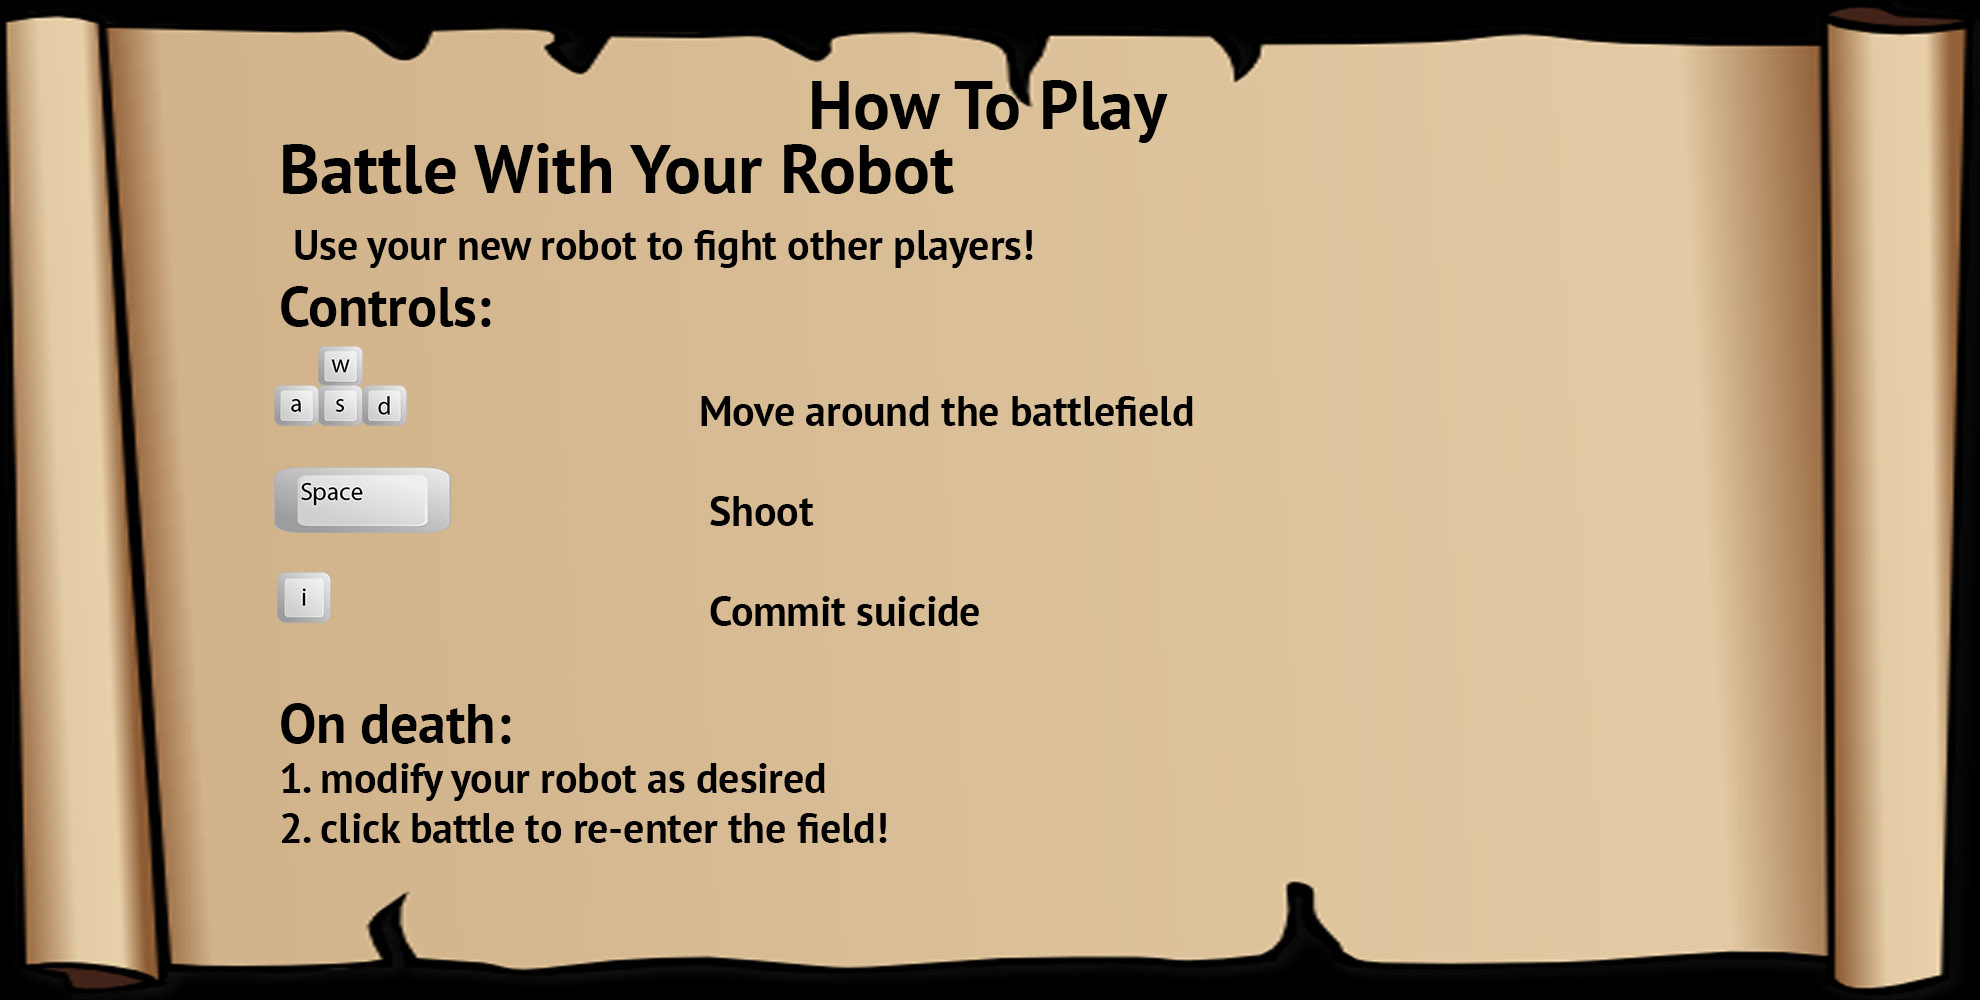 How To Play
Battle With Your Robot
Use your new robot to fight other players!
Controls:
w
a s d
Move around the battlefield
Space
Shoot
i
Commit suicide
On death:
1. modify your robot as desired
2. click battle to re-enter the field!